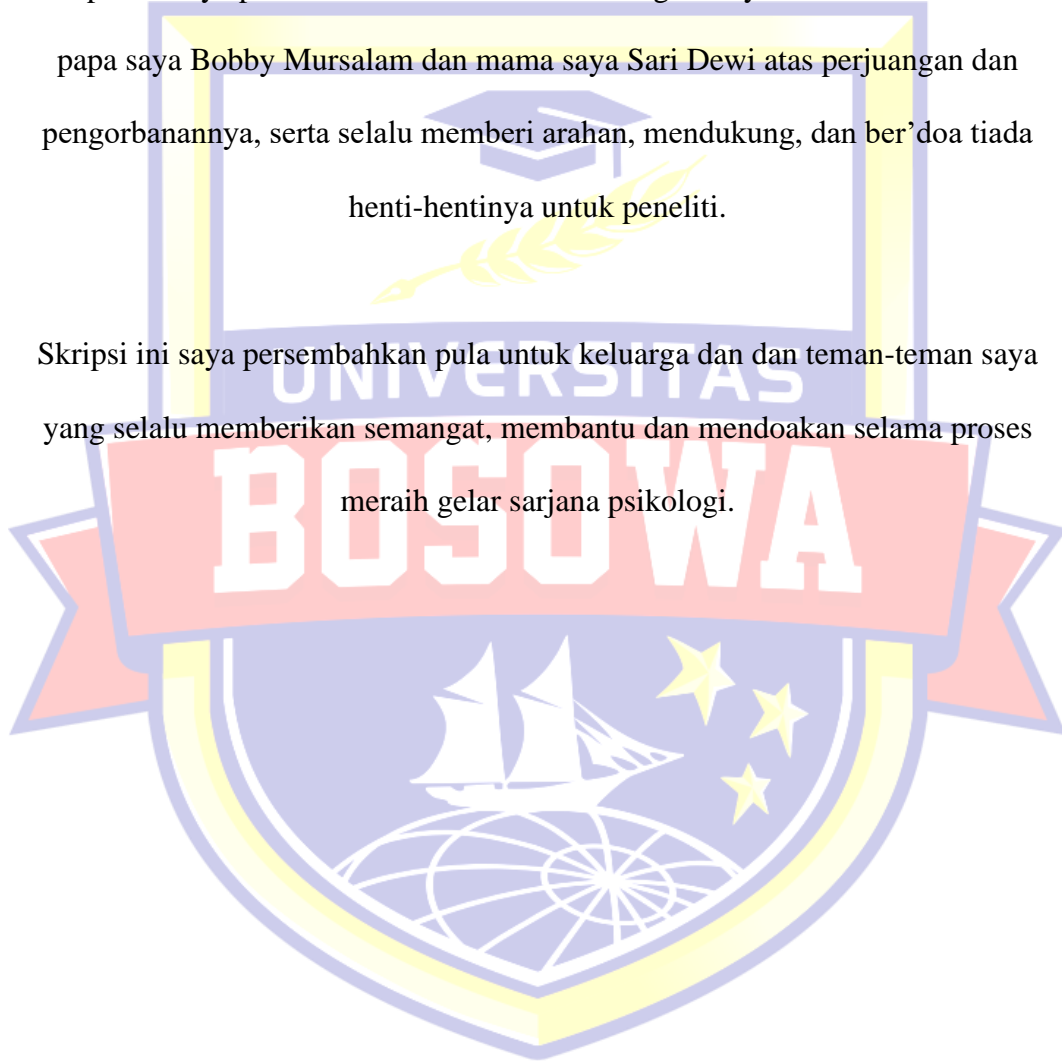 papa saya Bobby Mursalam dan mama saya Sari Dewi atas perjuangan dan
pengorbanannya, serta selalu memberi arahan, mendukung, dan ber’doa tiada
henti-hentinya untuk peneliti.
Skripsi ini saya persembahkan pula untuk keluarga dan dan teman-teman saya
UNIVERSITAS
yang selalu memberikan semangat, membantu dan mendoakan selama proses
meraih gelar sarjana psikologi.
BOSOWA